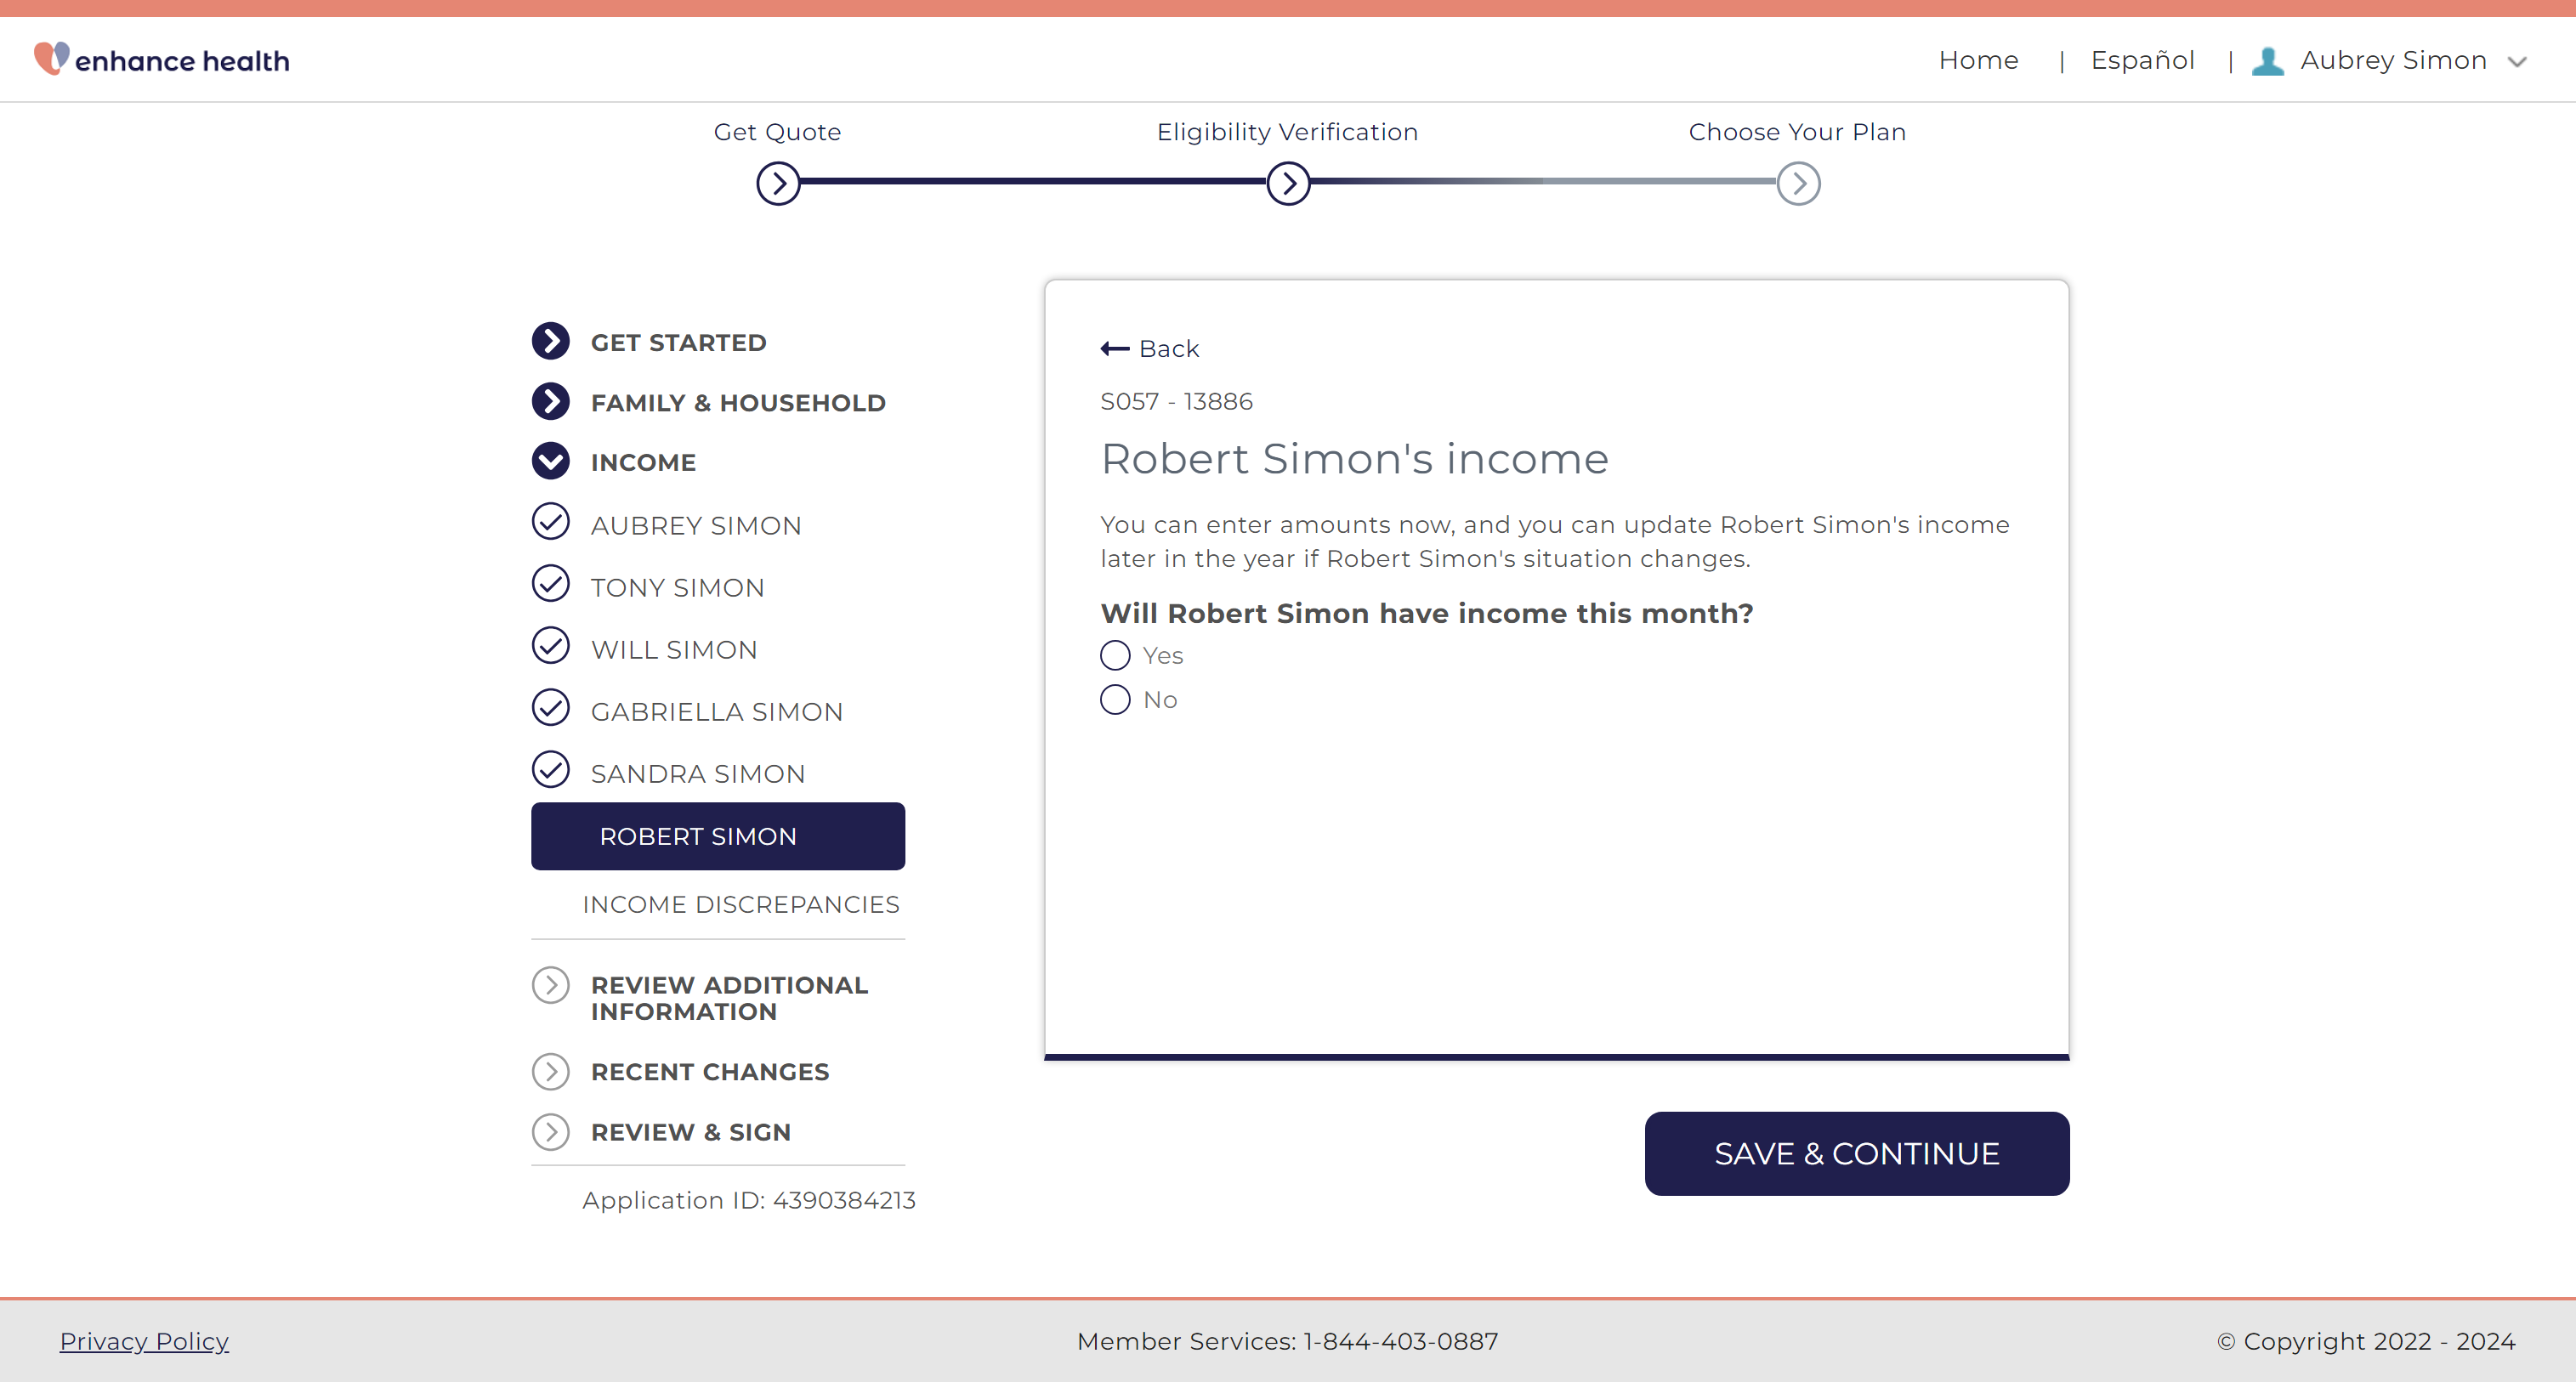 enhance health
Home | Español | Aubrey Simon
Get Quote
Eligibility Verification
Choose Your Plan
GET STARTED
FAMILY & HOUSEHOLD
INCOME
AUBREY SIMON
TONY SIMON
WILL SIMON
GABRIELLA SIMON
SANDRA SIMON
ROBERT SIMON
INCOME DISCREPANCIES
REVIEW ADDITIONAL
INFORMATION
RECENT CHANGES
REVIEW & SIGN
Application ID: 4390384213
Back
S057 - 13886
Robert Simon's income
You can enter amounts now, and you can update Robert Simon's income
later in the year if Robert Simon's situation changes.
Will Robert Simon have income this month?
Yes
No
SAVE & CONTINUE
Privacy Policy
Member Services: 1-844-403-0887
© Copyright 2022 - 2024